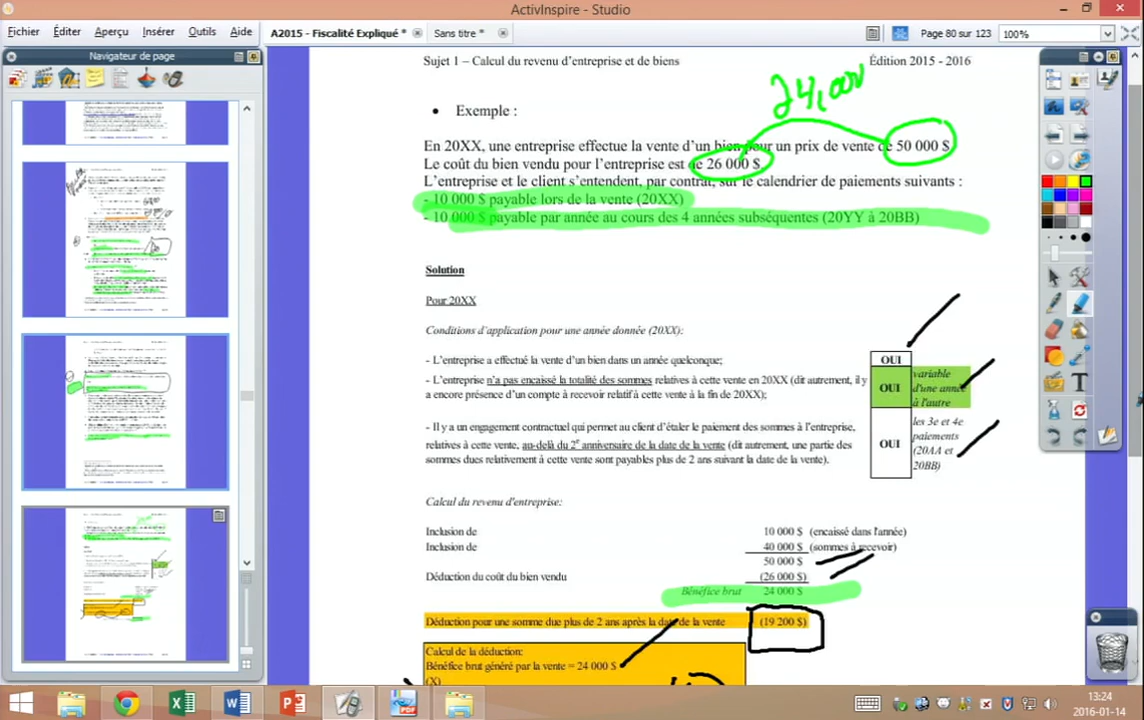 ActivInspire - Studio
Fichier Éditer Aperçu Insérer Outils Aide
A2015 - Fiscalité Expliqué * Sans titre *
Page 80 sur 123 100%
Navigateur de page
Sujet 1 – Calcul du revenu d'entreprise et de biens Édition 2015 - 2016
24,000
• Exemple :
En 20XX, une entreprise effectue la vente d'un bien pour un prix de vente de 50 000 $
Le coût du bien vendu pour l'entreprise est de 26 000 $.
L'entreprise et le client s'entendent, par contrat, sur le calendrier de paiements suivants :
- 10 000 $ payable lors de la vente (20XX)
- 10 000 $ payable par année au cours des 4 années subséquentes (20YY à 20BB)
Solution
Pour 20XX
Conditions d'application pour une année donnée (20XX):
- L'entreprise a effectué la vente d'un bien dans un année quelconque; OUI
- L'entreprise n'a pas encaissé la totalité des sommes relatives à cette vente en 20XX (dit autrement, il y
a encore présence d'un compte à recevoir relatif à cette vente à la fin de 20XX);
OUI
variable
d'une année
à l'autre
- Il y a un engagement contractuel qui permet au client d'étaler le paiement des sommes à l'entreprise,
relatives à cette vente, au-delà du 2e anniversaire de la date de la vente (dit autrement, une partie des
sommes dues relativement à cette vente sont payables plus de 2 ans suivant la date de la vente).
OUI
les 3e et 4e
paiements
(20AA et
20BB)
Calcul du revenu d'entreprise:
Inclusion de 10 000 $ (encaissé dans l'année)
Inclusion de 40 000 $ (sommes à recevoir)
50 000 $
Déduction du coût du bien vendu (26 000 $)
Bénéfice brut 24 000 $
Déduction pour une somme due plus de 2 ans après la date de la vente (19 200 $)
Calcul de la déduction:
Bénéfice brut généré par la vente = 24 000 $
(X)
13:24
2016-01-14